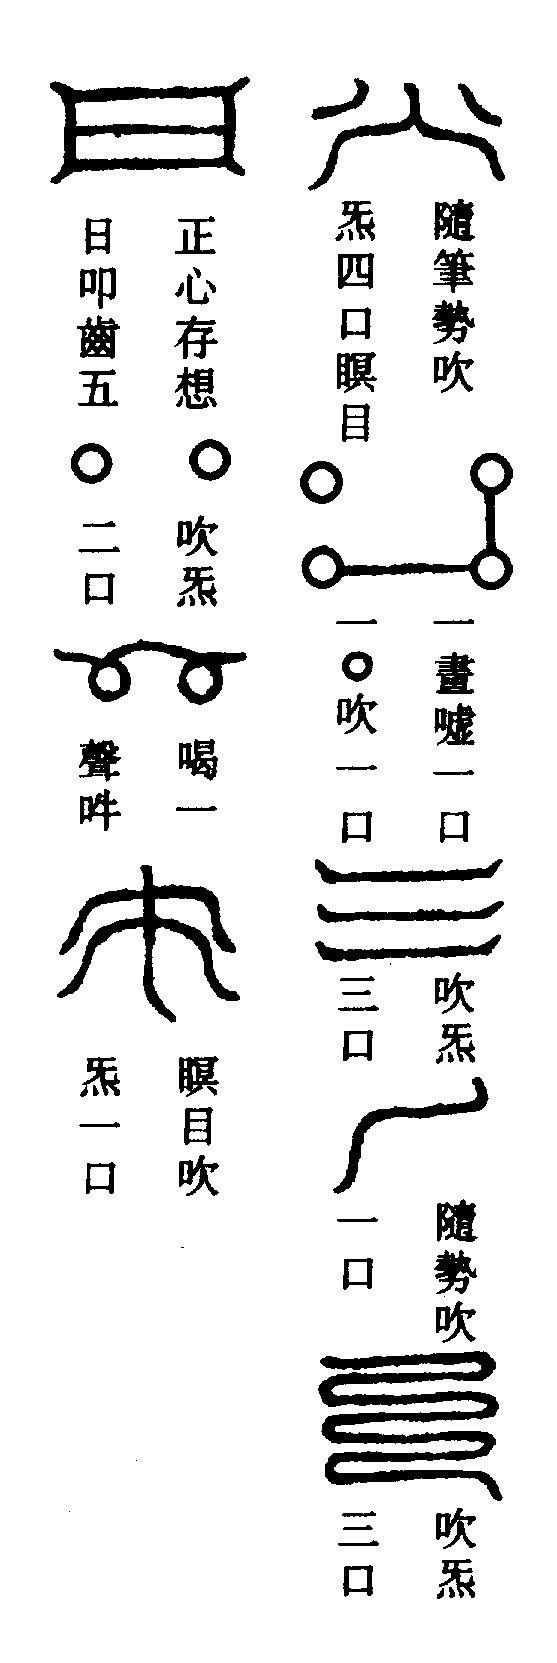 隨筆勢吹
炁四口瞑目
一畫噓一口
一○吹一口
吹炁
三口
隨勢吹
一口
吹炁
三口
正心存想
日叩齒五
吹炁
二口
喝一
聲吽
瞑目吹
炁一口